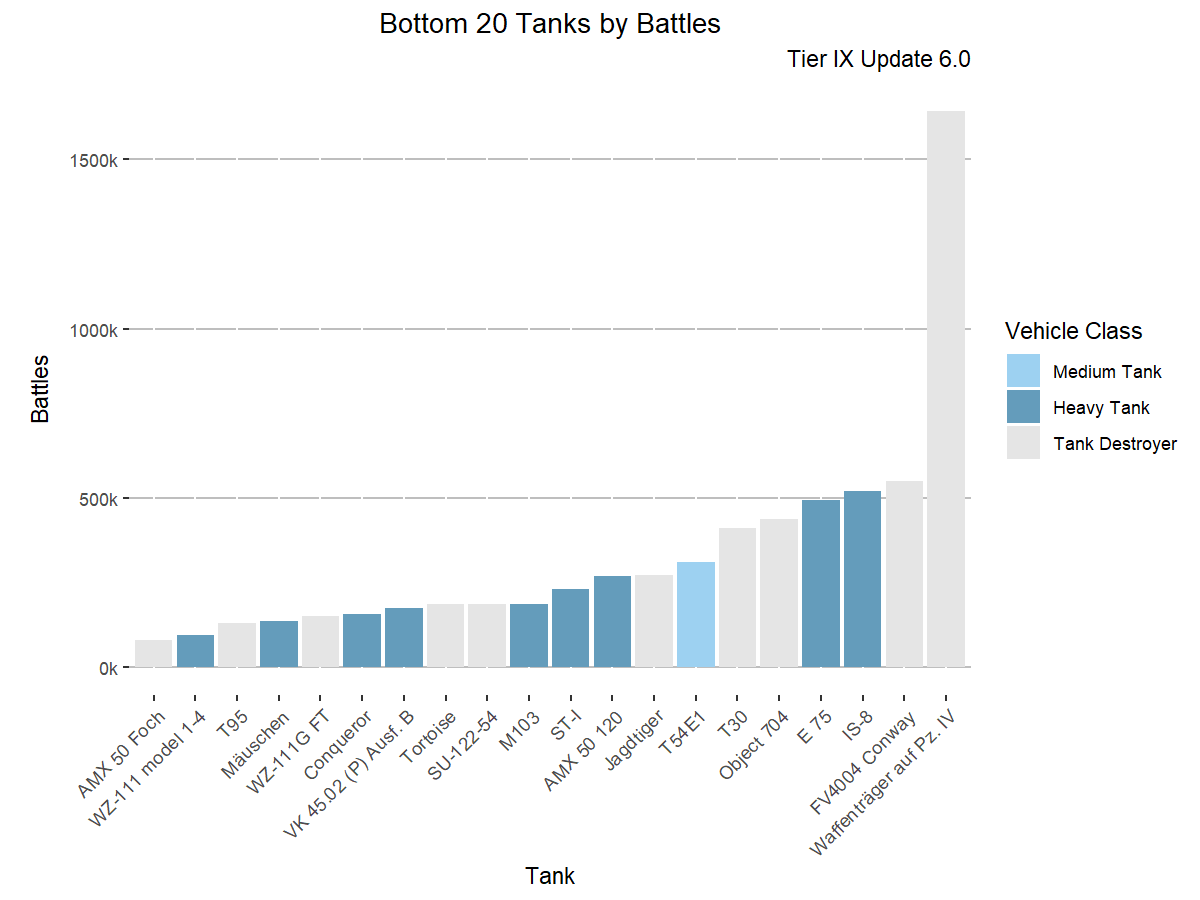 Bottom 20 Tanks by Battles
Tier IX Update 6.0
1500k
1000k
500k
0k
Battles
AMX 50 Foch
WZ-111 model 1-4
T95
Mäuschen
WZ-111G FT
Conqueror
VK 45.02 (P) Ausf. B
Tortoise
SU-122-54
M103
ST-I
AMX 50 120
Jagdtiger
T54E1
T30
Object 704
E 75
IS-8
FV4004 Conway
Waffenträger auf Pz. IV
Tank
Vehicle Class
Medium Tank
Heavy Tank
Tank Destroyer